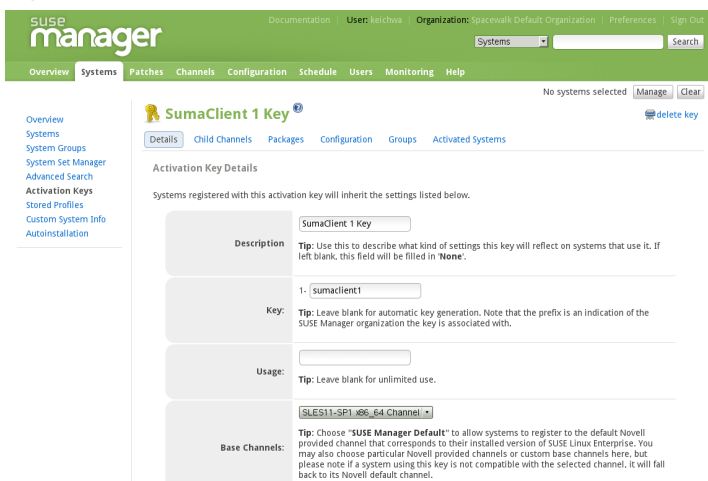 suse
manager
Documentation | User: keichwa | Organization: Spacewalk Default Organization | Preferences | Sign Out
Systems Search
Overview Systems Patches Channels Configuration Schedule Users Monitoring Help
No systems selected Manage Clear
Overview
Systems
System Groups
System Set Manager
Advanced Search
Activation Keys
Stored Profiles
Custom System Info
Autoinstallation
SumaClient 1 Key ?
delete key
Details Child Channels Packages Configuration Groups Activated Systems
Activation Key Details
Systems registered with this activation key will inherit the settings listed below.
Description
SumaClient 1 Key
Tip: Use this to describe what kind of settings this key will reflect on systems that use it. If
left blank, this field will be filled in 'None'.
Key:
1- sumaclient1
Tip: Leave blank for automatic key generation. Note that the prefix is an indication of the
SUSE Manager organization the key is associated with.
Usage:
Tip: Leave blank for unlimited use.
Base Channels:
SLES11-SP1 x86_64 Channel
Tip: Choose "SUSE Manager Default" to allow systems to register to the default Novell
provided channel that corresponds to their installed version of SUSE Linux Enterprise. You
may also choose particular Novell provided channels or custom base channels here, but
please note if a system using this key is not compatible with the selected channel, it will fall
back to its Novell default channel.